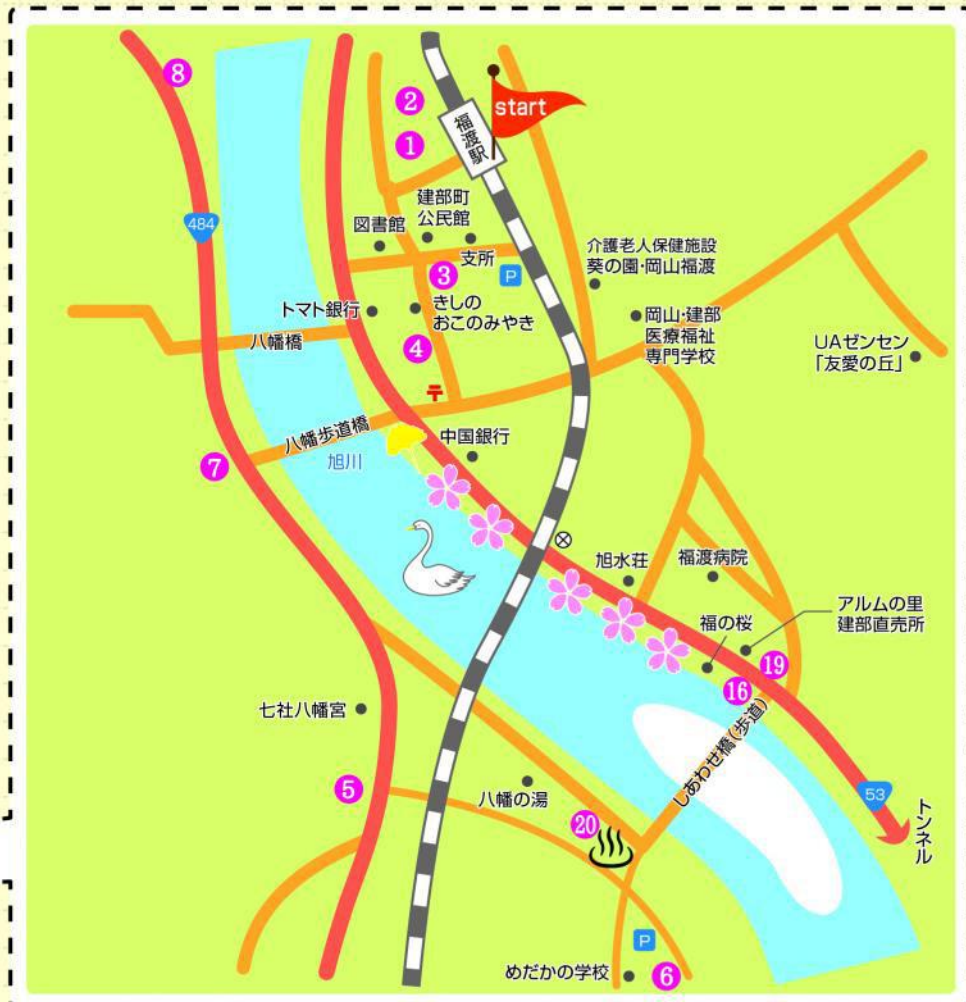 8
2
start
福渡駅
1
484
建部町
公民館
図書館
支所
3
P
介護老人保健施設
葵の園・岡山福渡
トマト銀行
きしの
おこのみやき
岡山・建部
医療福祉
専門学校
UAゼンセン
「友愛の丘」
八幡橋
4
〒
八幡歩道橋
中国銀行
旭川
7
旭水荘
福渡病院
アルムの里
建部直売所
福の桜
19
16
しあわせ橋(歩道)
七社八幡宮
5
八幡の湯
20
53
トンネル
P
めだかの学校
6